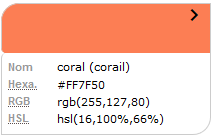 Nom coral (corail)
Hexa. #FF7F50
RGB rgb(255,127,80)
HSL hsl(16,100%,66%)